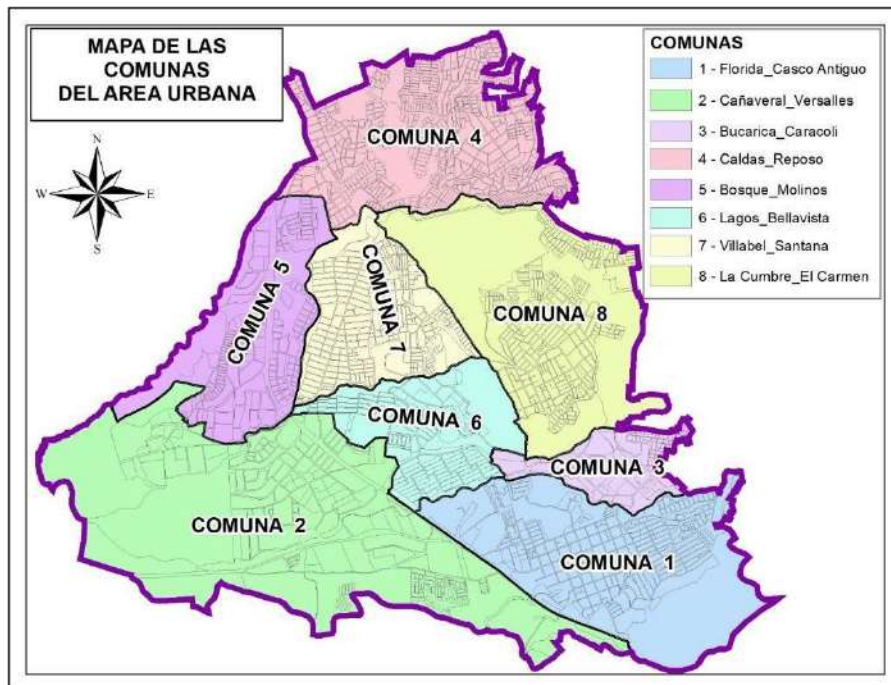 MAPA DE LAS
COMUNAS
DEL AREA URBANA
N
W
E
S
COMUNAS
1 - Florida_Casco Antiguo
2 - Cañaveral_Versalles
3 - Bucarica_Caracoli
4 - Caldas_Reposo
5 - Bosque_Molinos
6 - Lagos_Bellavista
7 - Villabel_Santana
8 - La Cumbre_El Carmen
COMUNA 4
COMUNA 5
COMUNA 7
COMUNA 8
COMUNA 6
COMUNA 3
COMUNA 2
COMUNA 1